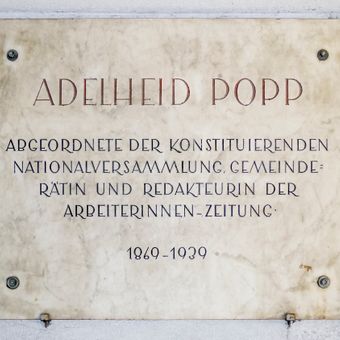 ADELHEID POPP
ABGEORDNETE DER KONSTITUIERENDEN
NATIONALVERSAMMLUNG, GEMEINDE=
RÄTIN UND REDAKTEURIN DER
ARBEITERINNEN-ZEITUNG·
1869-1939